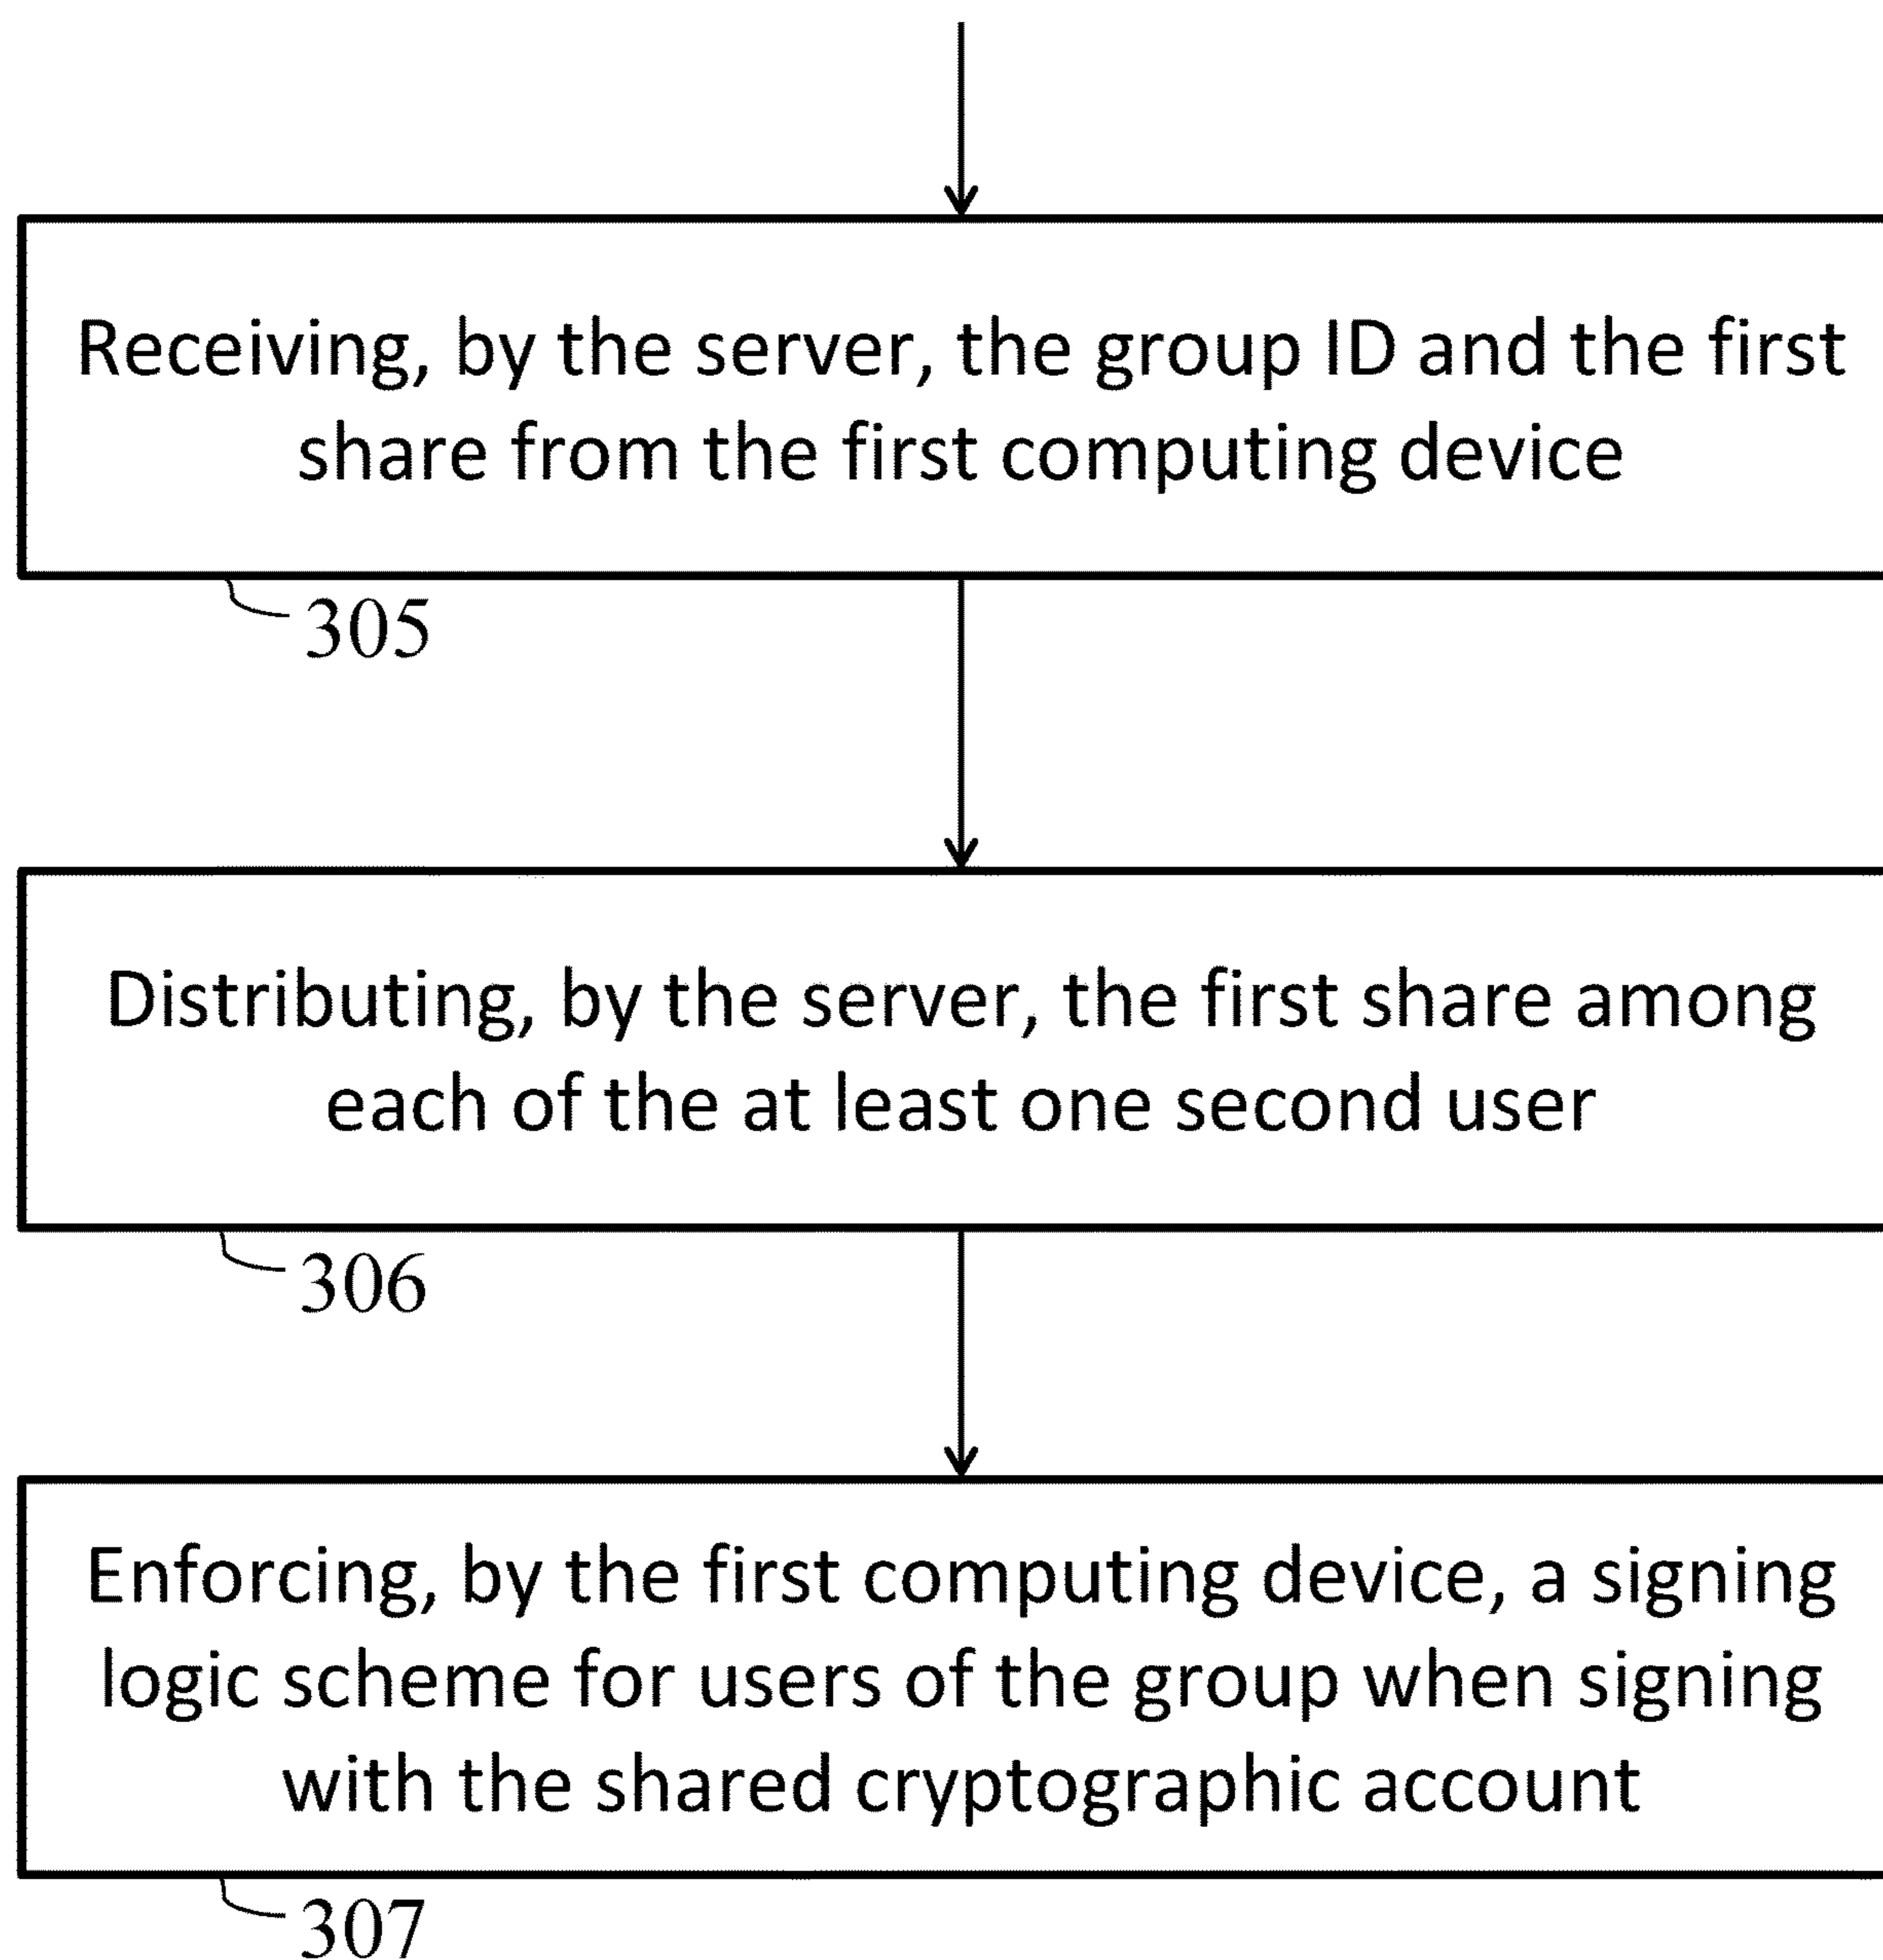 Receiving, by the server, the group ID and the first
share from the first computing device
305
Distributing, by the server, the first share among
each of the at least one second user
306
Enforcing, by the first computing device, a signing
logic scheme for users of the group when signing
with the shared cryptographic account
307